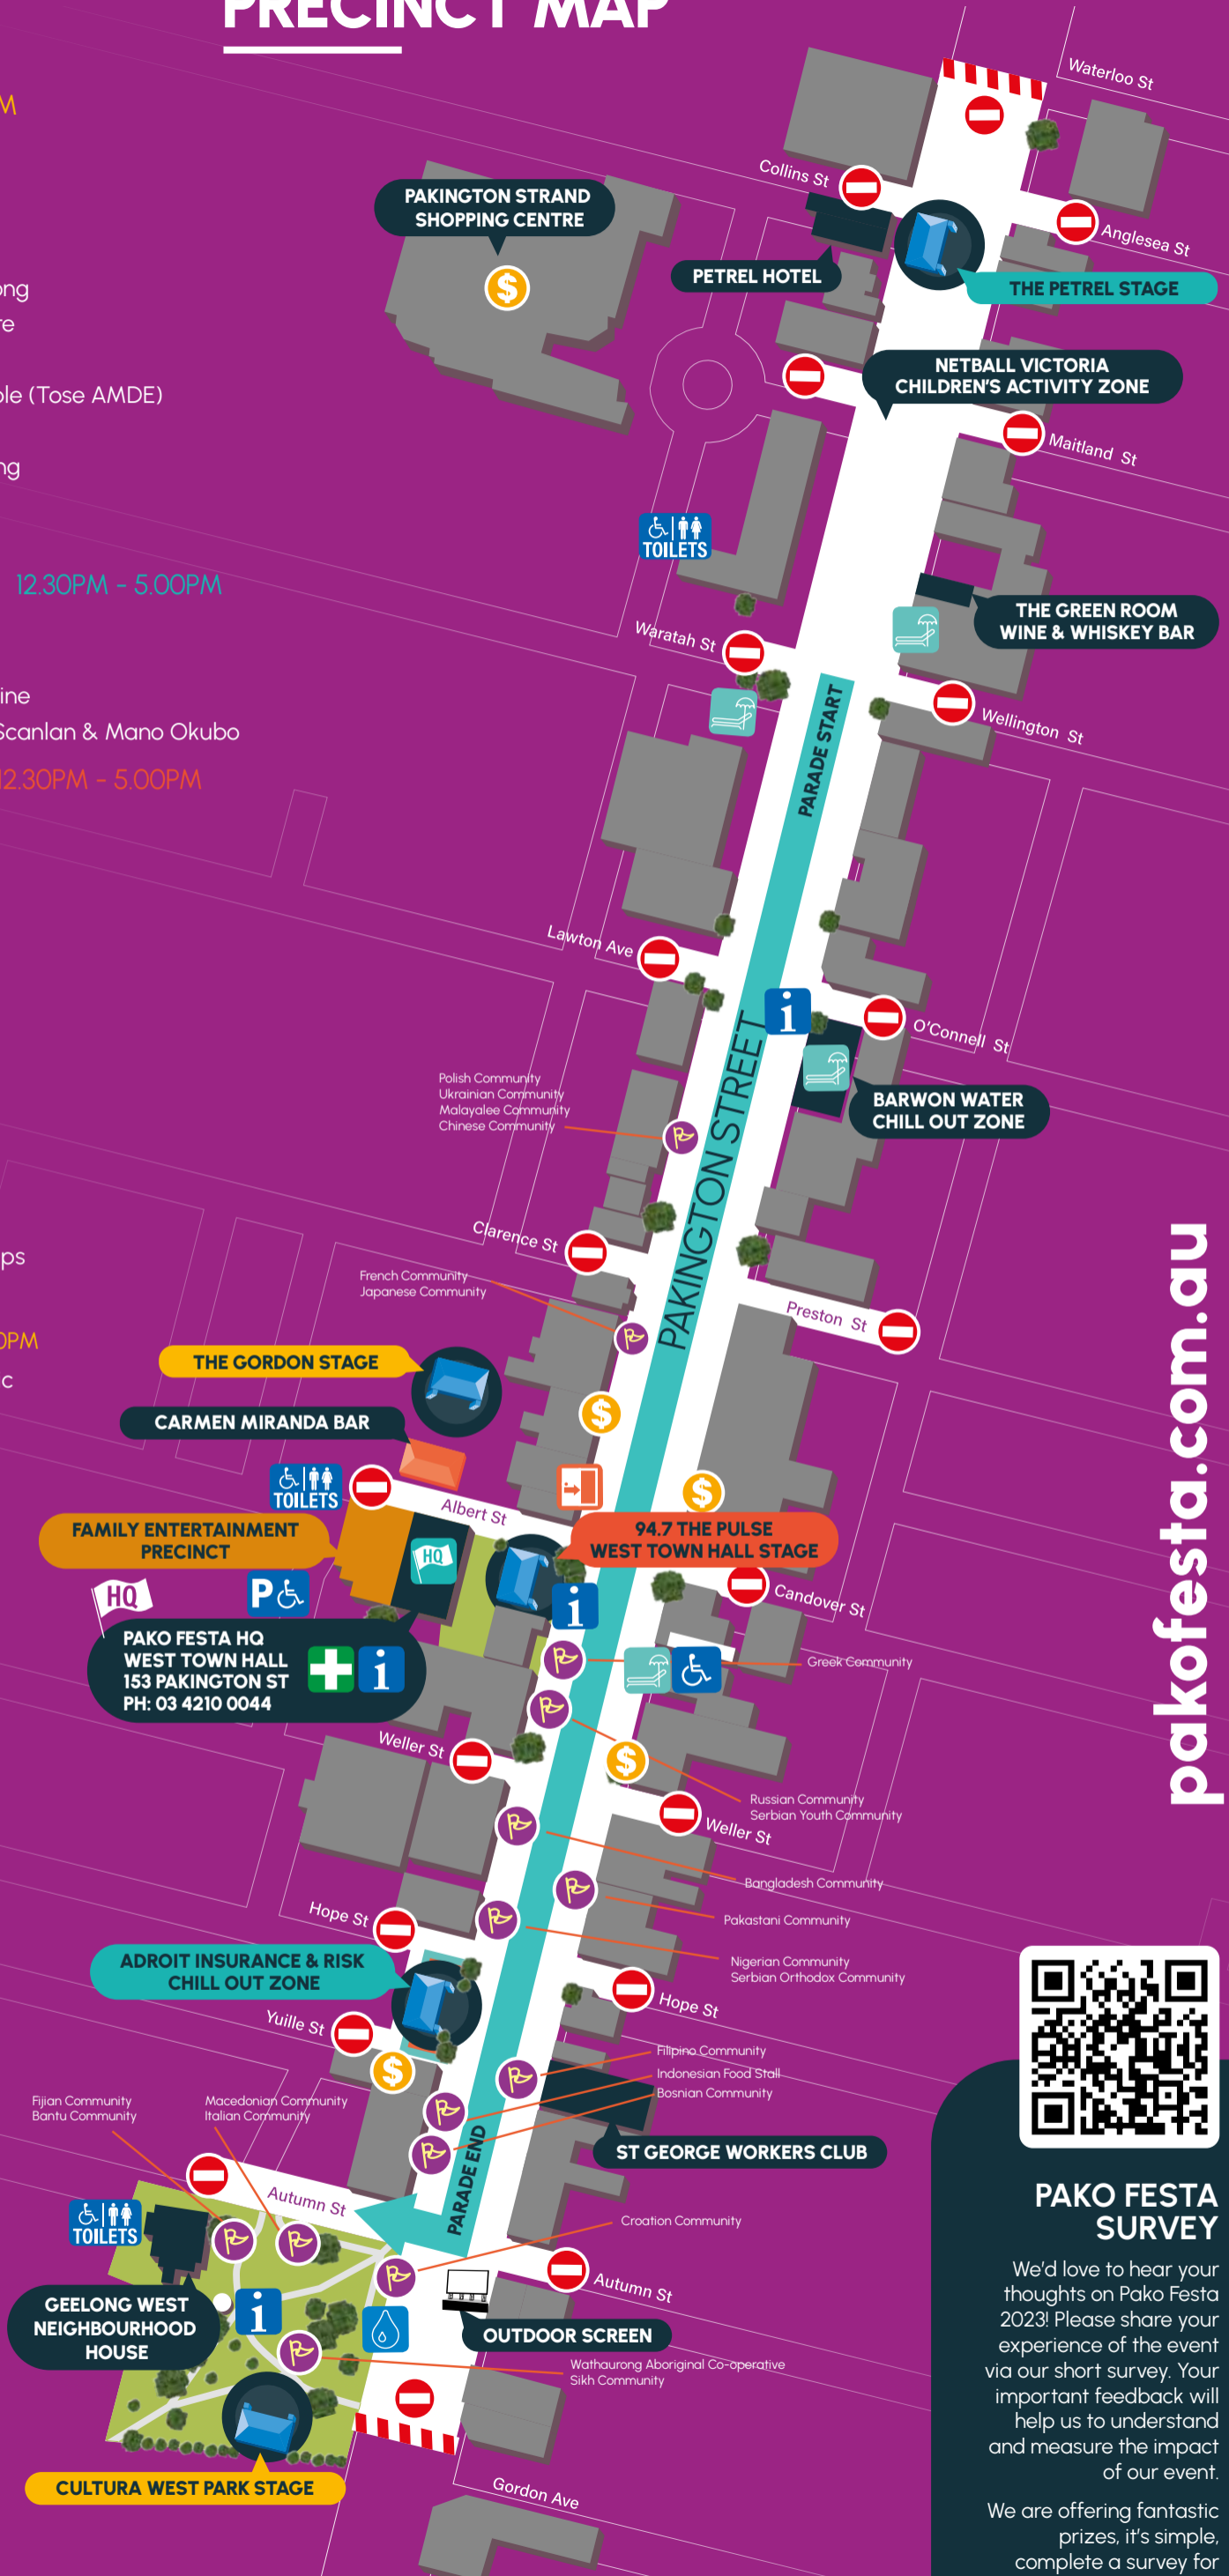 PRECINCT MAP
Waterloo St
Collins St
PAKINGTON STRAND
SHOPPING CENTRE
$
Anglesea St
PETREL HOTEL
THE PETREL STAGE
ong
re
NETBALL VICTORIA
CHILDREN'S ACTIVITY ZONE
ple (Tose AMDE)
Maitland St
ng
TOILETS
12.30PM - 5.00PM
THE GREEN ROOM
WINE & WHISKEY BAR
Waratah St
ine
Scanlan & Mano Okubo
Wellington St
12.30PM - 5.00PM
PARADE START
Lawton Ave
i
O'Connell St
Polish Community
Ukrainian Community
Malayalee Community
Chinese Community
BARWON WATER
CHILL OUT ZONE
PAKINGTON STREET
Clarence St
ps
French Community
Japanese Community
Preston St
0PM
THE GORDON STAGE
c
CARMEN MIRANDA BAR
$
TOILETS
Albert St
$
FAMILY ENTERTAINMENT
PRECINCT
HQ
94.7 THE PULSE
WEST TOWN HALL STAGE
HQ
P
i
Candover St
PAKO FESTA HQ
WEST TOWN HALL
153 PAKINGTON ST
PH: 03 4210 0044
i
Greek Community
Weller St
$
Russian Community
Serbian Youth Community
Weller St
Bangladesh Community
Pakastani Community
Hope St
Nigerian Community
Serbian Orthodox Community
ADROIT INSURANCE & RISK
CHILL OUT ZONE
Hope St
Yuille St
$
Filipino Community
Indonesian Food Stall
Bosnian Community
Fijian Community
Bantu Community
Macedonian Community
Italian Community
PARADE END
ST GEORGE WORKERS CLUB
Autumn St
TOILETS
Croation Community
Autumn St
GEELONG WEST
NEIGHBOURHOOD
HOUSE
i
OUTDOOR SCREEN
Wathaurong Aboriginal Co-operative
Sikh Community
CULTURA WEST PARK STAGE
Gordon Ave
pakofesta.com.au
PAKO FESTA
SURVEY
We'd love to hear your
thoughts on Pako Festa
2023! Please share your
experience of the event
via our short survey. Your
important feedback will
help us to understand
and measure the impact
of our event.
We are offering fantastic
prizes, it's simple,
complete a survey for